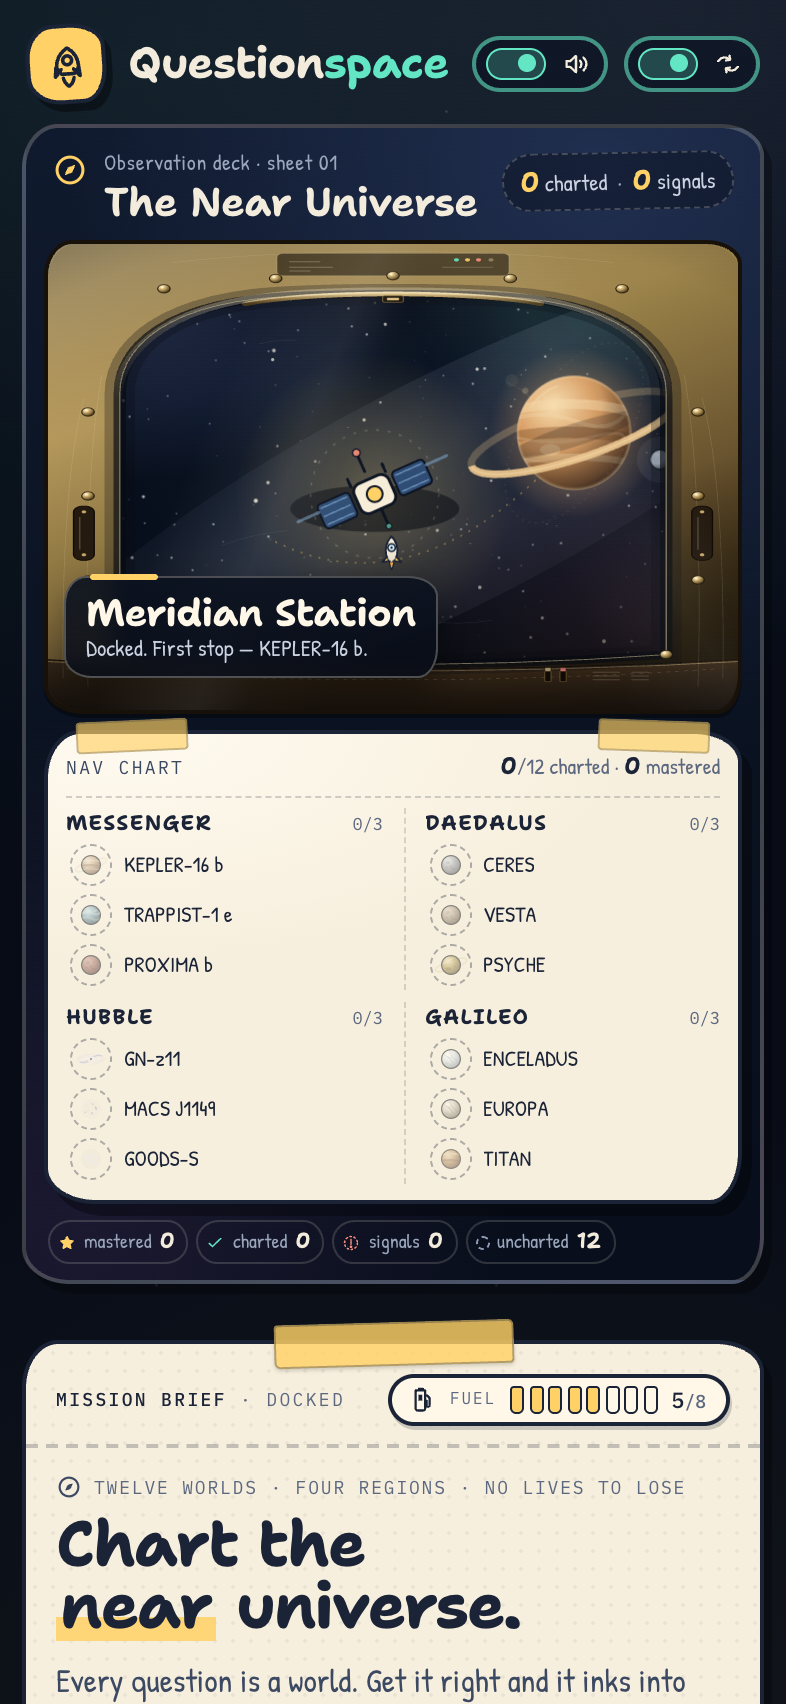 Questionspace
Observation deck · sheet 01
The Near Universe
0 charted · 0 signals
Meridian Station
Docked. First stop — KEPLER-16 b.
NAV CHART
0/12 charted · 0 mastered
MESSENGER 0/3
KEPLER-16 b
TRAPPIST-1 e
PROXIMA b
DAEDALUS 0/3
CERES
VESTA
PSYCHE
HUBBLE 0/3
GN-z11
MACS J1149
GOODS-S
GALILEO 0/3
ENCELADUS
EUROPA
TITAN
mastered 0 charted 0 signals 0 uncharted 12
MISSION BRIEF · DOCKED
FUEL 5/8
TWELVE WORLDS · FOUR REGIONS · NO LIVES TO LOSE
Chart the
near universe.
Every question is a world. Get it right and it inks into